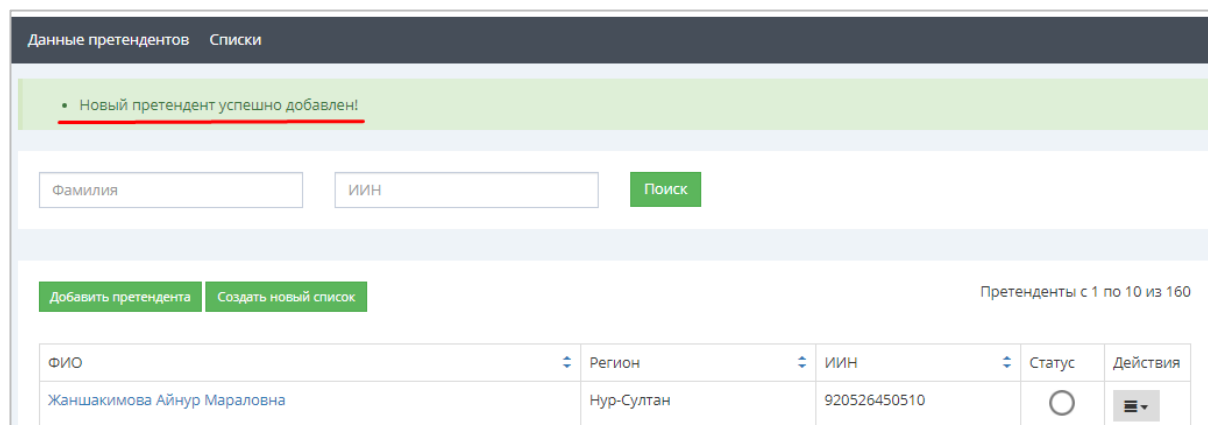 Данные претендентов Списки
• Новый претендент успешно добавлен!
Фамилия ИИН Поиск
Добавить претендента Создать новый список Претенденты с 1 по 10 из 160
ФИО Регион ИИН Статус Действия
Жаншакимова Айнур Мараловна Нур-Султан 920526450510